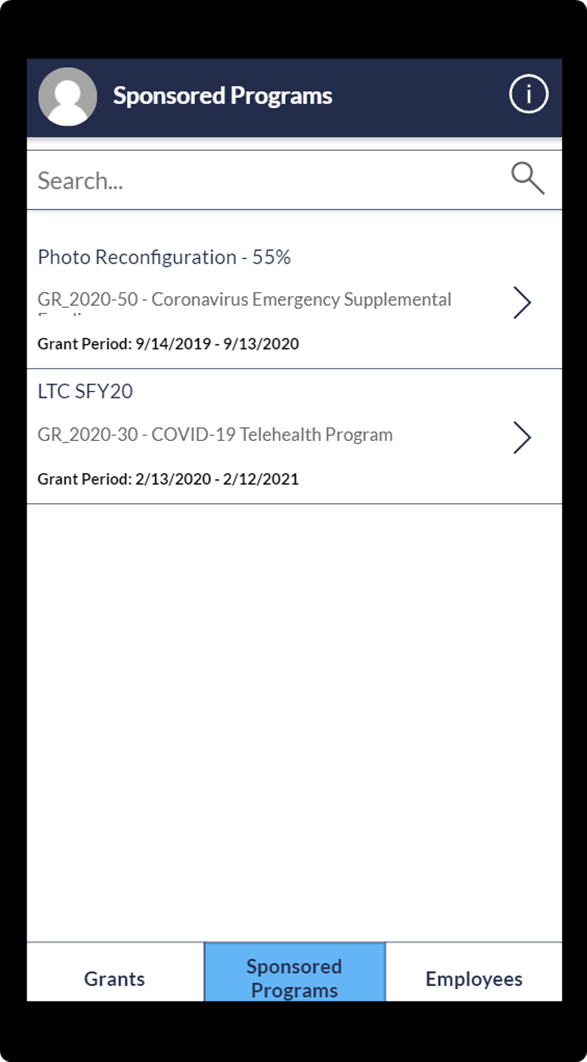 Sponsored Programs
Search...
Photo Reconfiguration - 55%
GR_2020-50 - Coronavirus Emergency Supplemental
Grant Period: 9/14/2019 - 9/13/2020
LTC SFY20
GR_2020-30 - COVID-19 Telehealth Program
Grant Period: 2/13/2020 - 2/12/2021
Grants
Sponsored
Programs
Employees